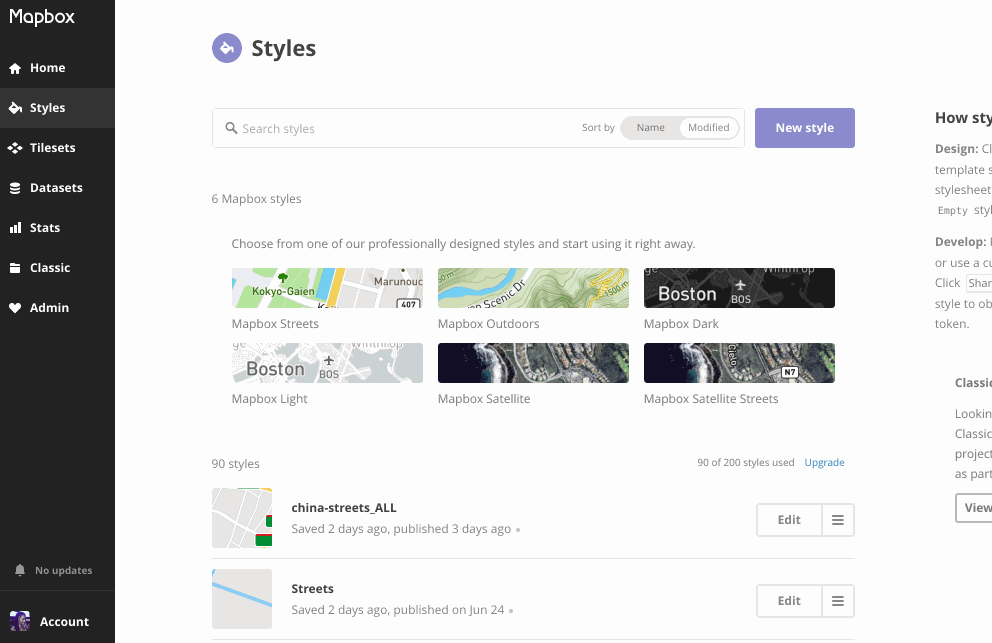 Mapbox
Home
Styles
Tilesets
Datasets
Stats
Classic
Admin
No updates
Account
Styles
Search styles
Sort by Name Modified
New style
6 Mapbox styles
Choose from one of our professionally designed styles and start using it right away.
Kokyo-Gaien
Marunouc
407
en Scenic Dr
1500 m
Boston
BOS
Mapbox Streets
Mapbox Outdoors
Mapbox Dark
Boston
BOS
Cielo
N7
Mapbox Light
Mapbox Satellite
Mapbox Satellite Streets
90 styles
90 of 200 styles used Upgrade
china-streets_ALL
Saved 2 days ago, published 3 days ago
Edit
Streets
Saved 2 days ago, published on Jun 24
Edit
How sty
Design: Cl
template s
stylesheet
Empty styl
Develop:
or use a cu
Click Shar
style to ob
token.
Classic
Lookin
Classic
project
as part
View